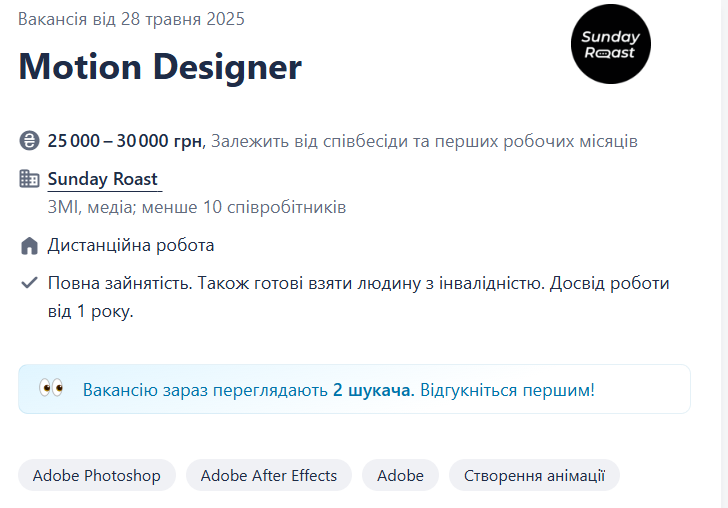 Вакансія від 28 травня 2025
Sunday
Roast
Motion Designer
25 000 – 30 000 грн, Залежить від співбесіди та перших робочих місяців
Sunday Roast
ЗМІ, медіа; менше 10 співробітників
Дистанційна робота
Повна зайнятість. Також готові взяти людину з інвалідністю. Досвід роботи
від 1 року.
Вакансію зараз переглядають 2 шукача. Відгукніться першим!
Adobe Photoshop
Adobe After Effects
Adobe
Створення анімації